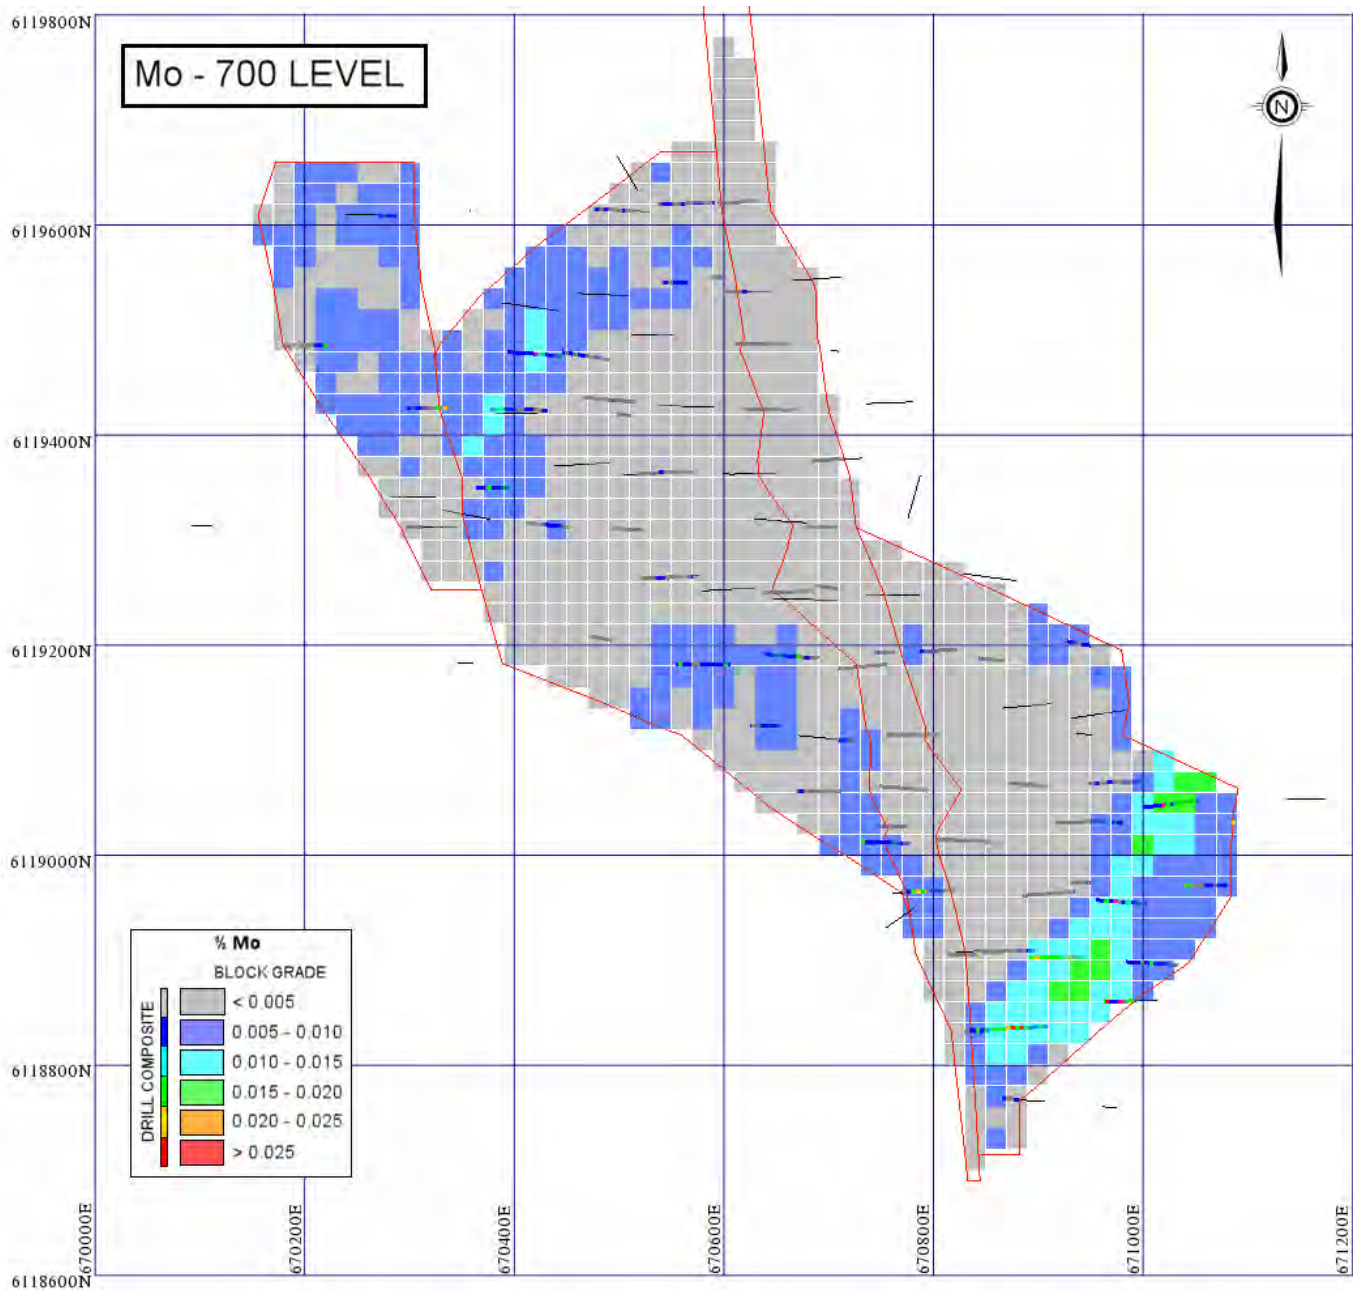 6119800N
Mo - 700 LEVEL
N
6119600N
6119400N
6119200N
6119000N
% Mo
BLOCK GRADE
DRILL COMPOSITE
< 0.005
0.005 - 0.010
0.010 - 0.015
0.015 - 0.020
0.020 - 0.025
> 0.025
6118800N
6118600N
670000E
670200E
670400E
670600E
670800E
671000E
671200E